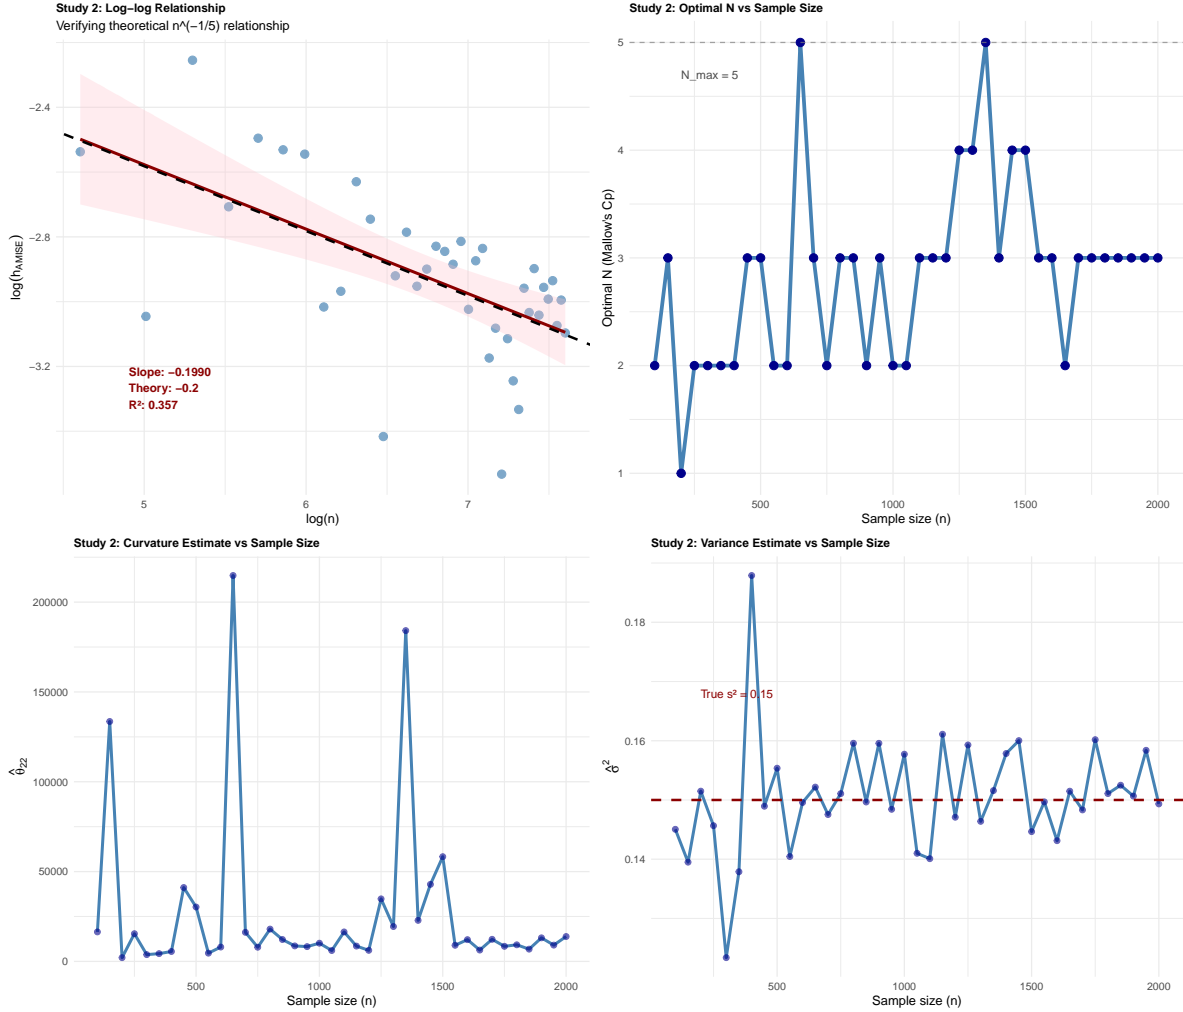 Study 2: Log−log Relationship
Verifying theoretical n^(−1/5) relationship
log(h_AMISE)
−2.4
−2.8
−3.2
Slope: −0.1990
Theory: −0.2
R²: 0.357
5
6
7
log(n)
Study 2: Optimal N vs Sample Size
Optimal N (Mallow's Cp)
5
4
3
2
1
N_max = 5
500
1000
1500
2000
Sample size (n)
Study 2: Curvature Estimate vs Sample Size
θ̂₂₂
200000
150000
100000
50000
0
500
1000
1500
2000
Sample size (n)
Study 2: Variance Estimate vs Sample Size
σ̂²
0.18
0.16
0.14
True s² = 0.15
500
1000
1500
2000
Sample size (n)